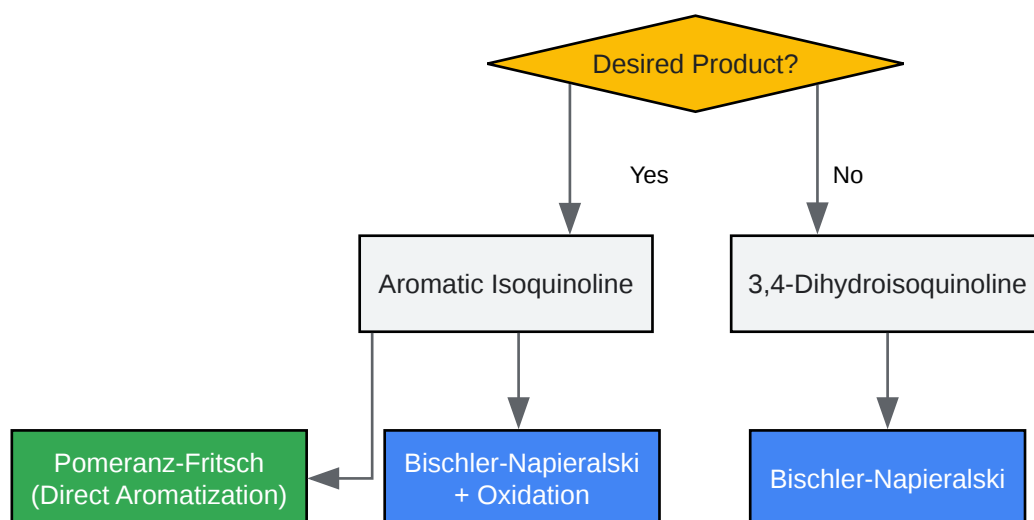 Desired Product?
Yes
No
Aromatic Isoquinoline
3,4-Dihydroisoquinoline
Pomeranz-Fritsch
(Direct Aromatization)
Bischler-Napieralski
+ Oxidation
Bischler-Napieralski